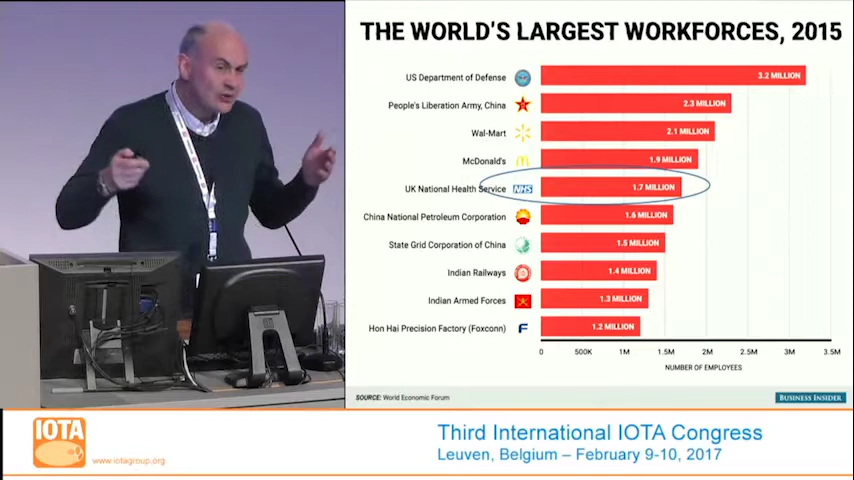 THE WORLD'S LARGEST WORKFORCES, 2015
US Department of Defense 3.2 MILLION
People's Liberation Army, China 2.3 MILLION
Wal-Mart 2.1 MILLION
McDonald's 1.9 MILLION
UK National Health Service NHS 1.7 MILLION
China National Petroleum Corporation 1.6 MILLION
State Grid Corporation of China 1.5 MILLION
Indian Railways 1.4 MILLION
Indian Armed Forces 1.3 MILLION
Hon Hai Precision Factory (Foxconn) F 1.2 MILLION
0 500K 1M 1.5M 2M 2.5M 3M 3.5M
NUMBER OF EMPLOYEES
SOURCE: World Economic Forum
BUSINESS INSIDER
IOTA
www.iotagroup.org
Third International IOTA Congress
Leuven, Belgium – February 9-10, 2017